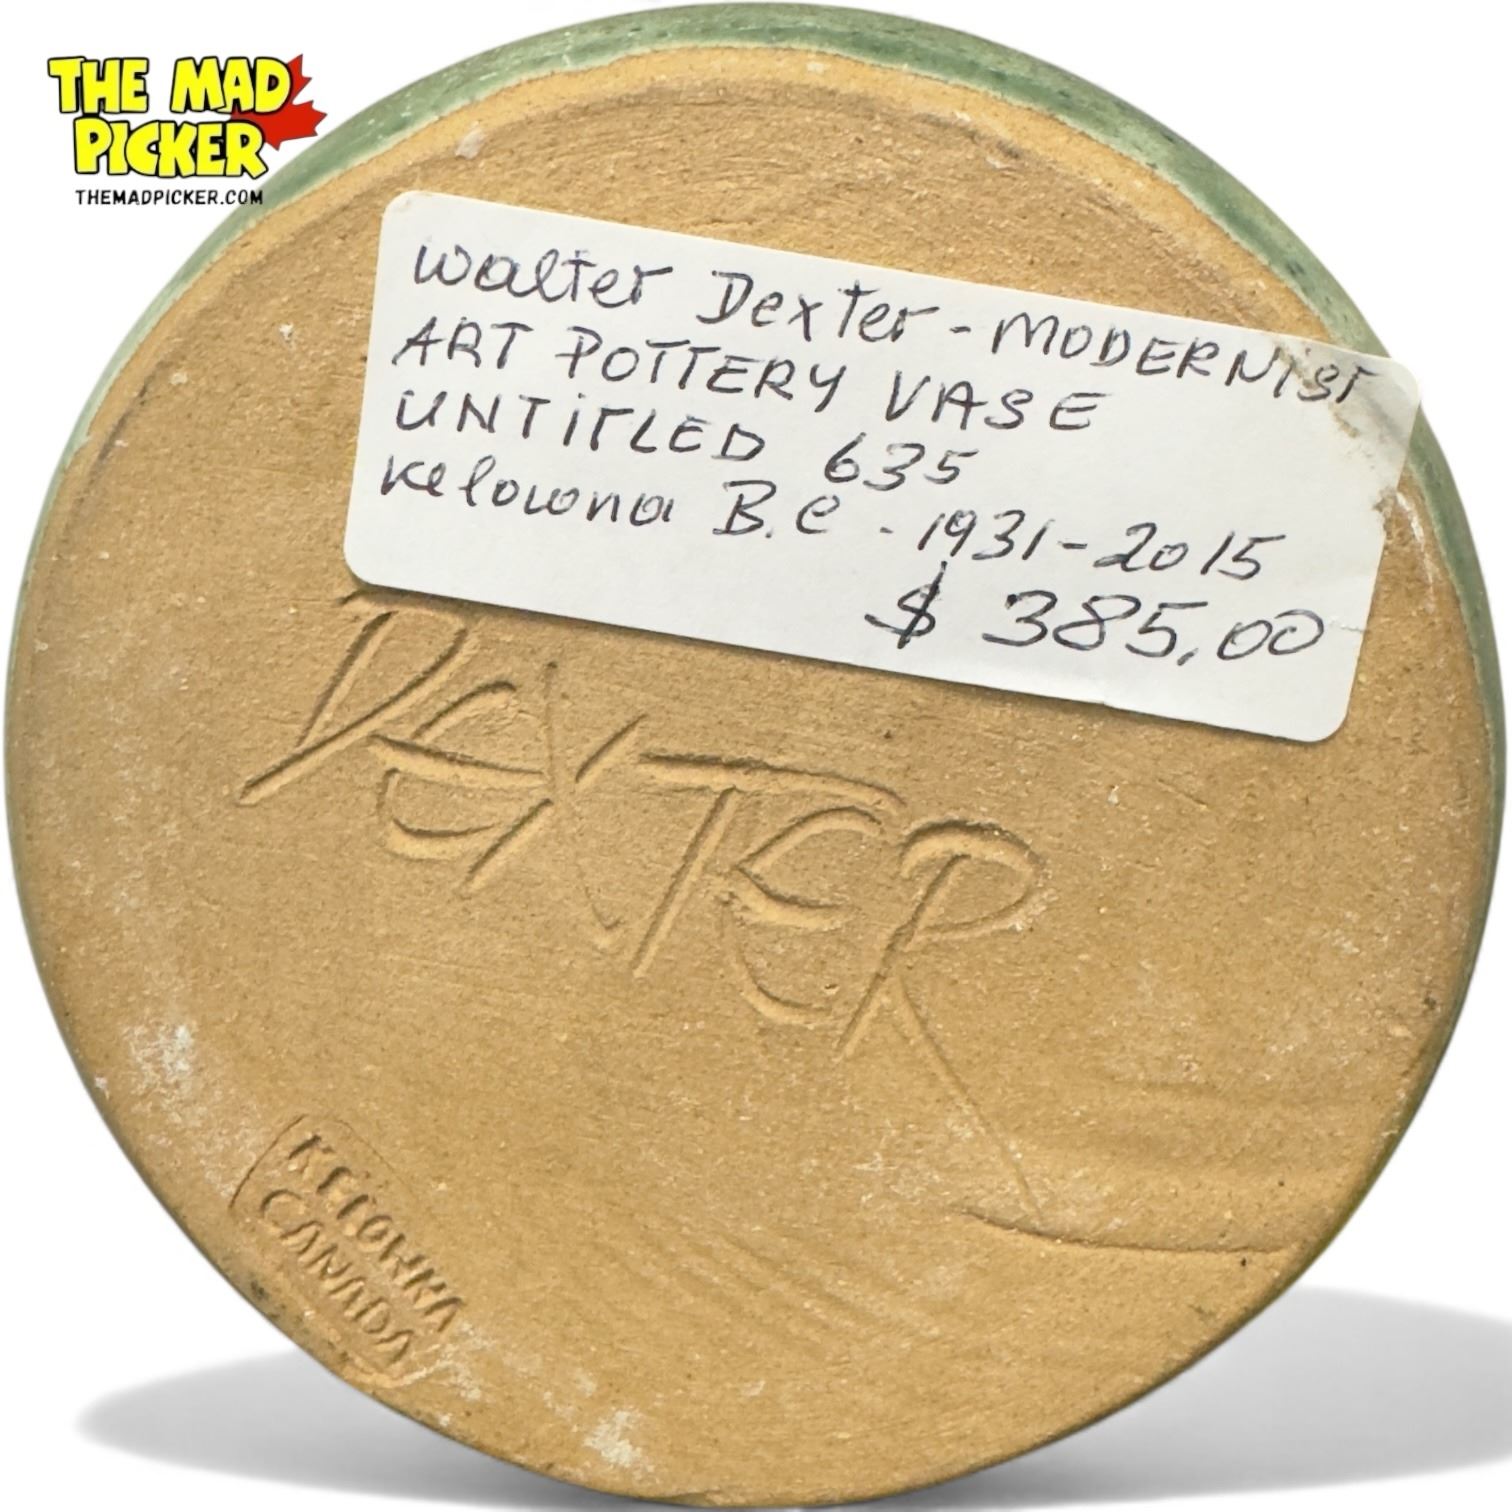 THE MAD
PICKER
THEMADPICKER.COM
Walter Dexter - MODERNIST
ART POTTERY VASE
UNTITLED 635
Kelowna B.C. - 1931-2015
$ 385,00
DEXTER
KELOWNA
CANADA